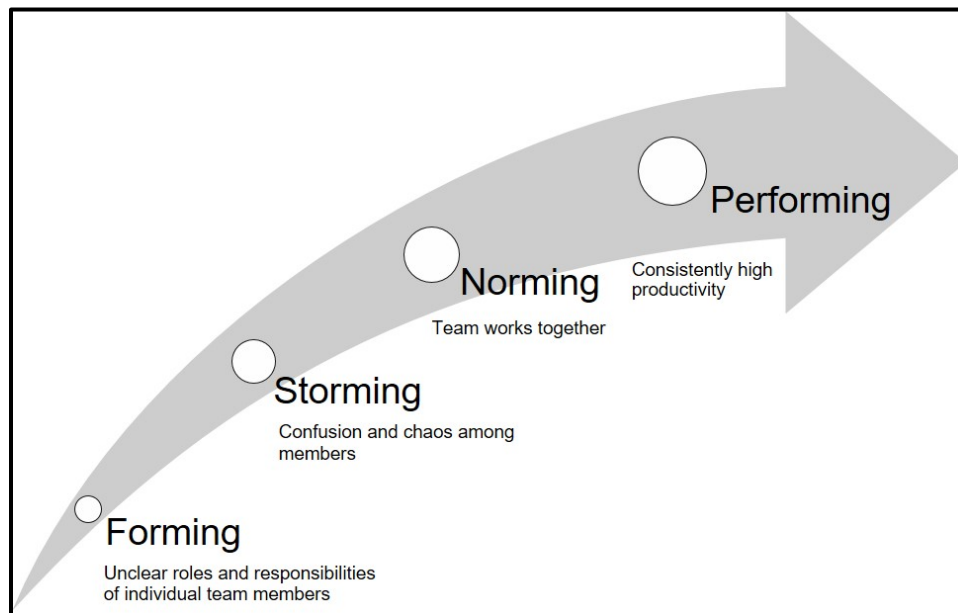 Performing
Consistently high
productivity
Norming
Team works together
Storming
Confusion and chaos among
members
Forming
Unclear roles and responsibilities
of individual team members